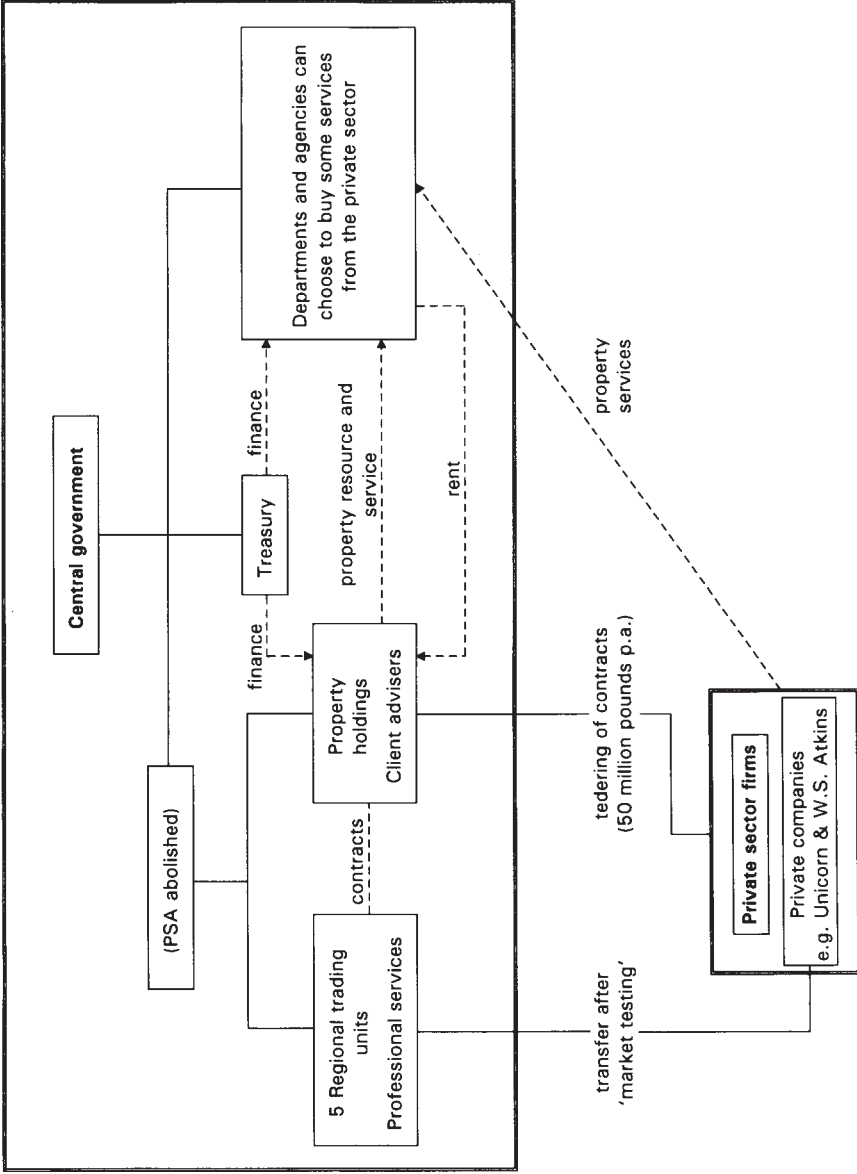 Central government
(PSA abolished)
Treasury
finance
finance
Departments and agencies can
choose to buy some services
from the private sector
5 Regional trading
units
Professional services
contracts
Property
holdings
Client advisers
property resource and
service
rent
transfer after
‘market testing’
tedering of contracts
(50 million pounds p.a.)
property
services
Private sector firms
Private companies
e.g. Unicorn & W.S. Atkins